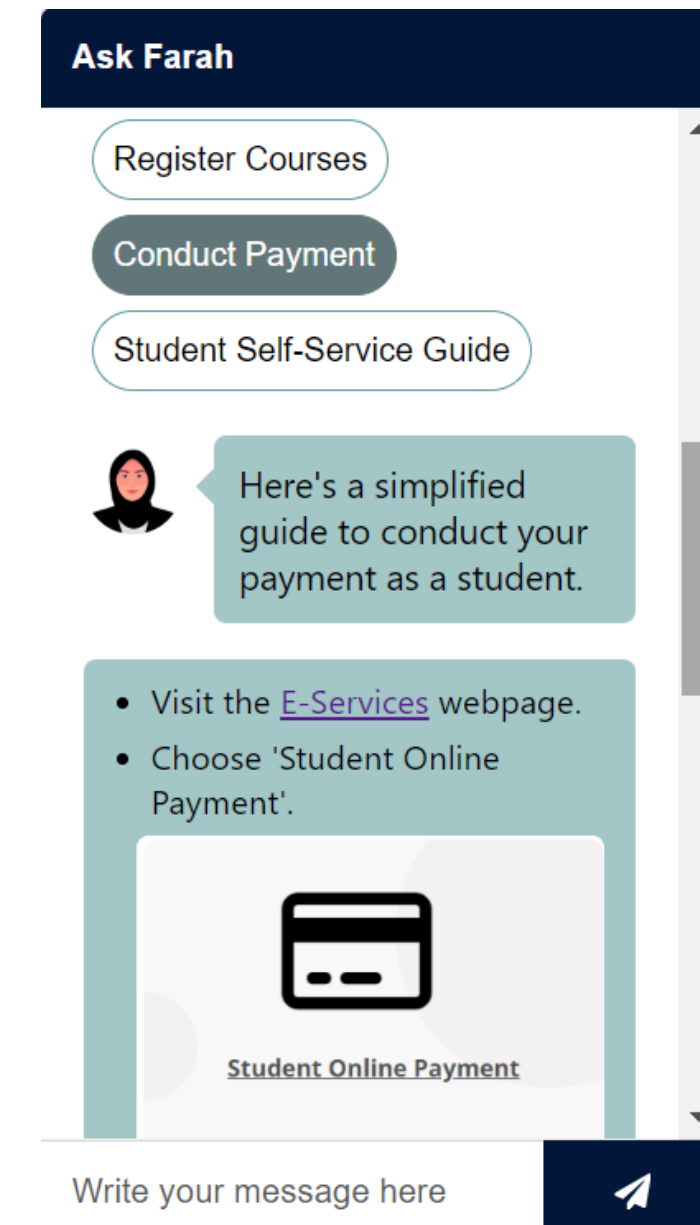 Ask Farah
Register Courses
Conduct Payment
Student Self-Service Guide
Here's a simplified
guide to conduct your
payment as a student.
• Visit the E-Services webpage.
• Choose 'Student Online
Payment'.
Student Online Payment
Write your message here